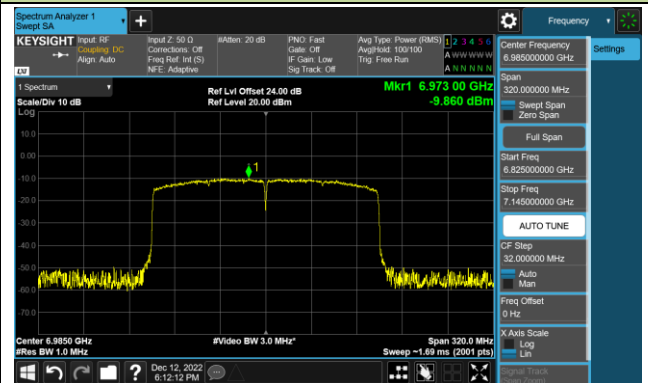 Spectrum Analyzer 1
Swept SA
Frequency
KEYSIGHT
Input: RF
Coupling: DC
Align: Auto
Input Z: 50 Ω
Corrections: Off
Freq Ref: Int (S)
NFE: Adaptive
#Atten: 20 dB
PNO: Fast
Gate: Off
IF Gain: Low
Sig Track: Off
Avg Type: Power (RMS)
Avg|Hold: 100/100
Trig: Free Run
1 2 3 4 5 6
A W W W W W
A N N N N N
LXI
Center Frequency
6.985000000 GHz
Settings
Span
320.000000 MHz
Swept Span
Zero Span
Full Span
Start Freq
6.825000000 GHz
Stop Freq
7.145000000 GHz
AUTO TUNE
CF Step
32.000000 MHz
Auto
Man
Freq Offset
0 Hz
X Axis Scale
Log
Lin
Signal Track
(Span Zoom)
1 Spectrum
Scale/Div 10 dB
Log
Ref Lvl Offset 24.00 dB
Ref Level 20.00 dBm
Mkr1 6.973 00 GHz
-9.860 dBm
1
10.0
0.00
-10.0
-20.0
-30.0
-40.0
-50.0
-60.0
-70.0
Center 6.9850 GHz
#Res BW 1.0 MHz
#Video BW 3.0 MHz*
Span 320.0 MHz
Sweep ~1.69 ms (2001 pts)
Dec 12, 2022
6:12:12 PM